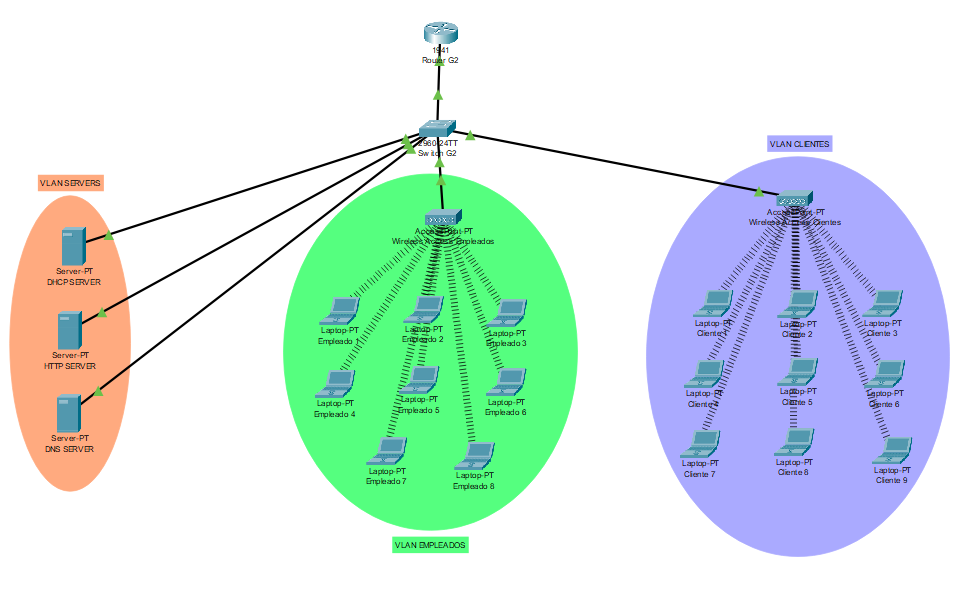 1941
Router G2
2960-24TT
Switch G2
VLAN SERVERS
Server-PT
DHCP SERVER
Server-PT
HTTP SERVER
Server-PT
DNS SERVER
AccessPoint-PT
Wireless Access Empleados
Laptop-PT
Empleado 1
Laptop-PT
Empleado 2
Laptop-PT
Empleado 3
Laptop-PT
Empleado 4
Laptop-PT
Empleado 5
Laptop-PT
Empleado 6
Laptop-PT
Empleado 7
Laptop-PT
Empleado 8
VLAN EMPLEADOS
VLAN CLIENTES
AccessPoint-PT
Wireless Access Clientes
Laptop-PT
Cliente 1
Laptop-PT
Cliente 2
Laptop-PT
Cliente 3
Laptop-PT
Cliente 4
Laptop-PT
Cliente 5
Laptop-PT
Cliente 6
Laptop-PT
Cliente 7
Laptop-PT
Cliente 8
Laptop-PT
Cliente 9